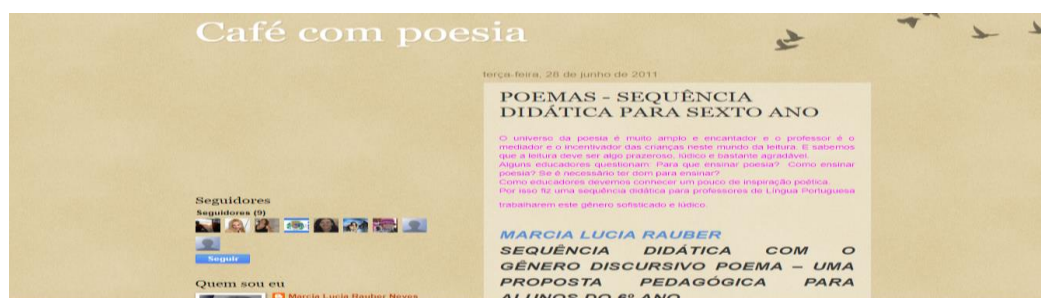 Café com poesia
terça-feira, 28 de junho de 2011
POEMAS - SEQUÊNCIA
DIDÁTICA PARA SEXTO ANO
O universo da poesia é muito amplo e encantador e o professor é o
mediador e o incentivador das crianças neste mundo da leitura. E sabemos
que a leitura deve ser algo prazeroso, lúdico e bastante agradável.
Alguns educadores questionam: Para que ensinar poesia? Como ensinar
poesia? Se é necessário ter dom para ensinar?
Como educadores devemos conhecer um pouco de inspiração poética.
Por isso fiz uma sequência didática para professores de Língua Portuguesa
trabalharem este gênero sofisticado e lúdico.
MARCIA LUCIA RAUBER
SEQUÊNCIA DIDÁTICA COM O
GÊNERO DISCURSIVO POEMA – UMA
PROPOSTA PEDAGÓGICA PARA
ALUNOS DO 6º ANO
Seguidores
Seguidores (9)
Seguir
Quem sou eu
Marcia Lucia Rauber Neves